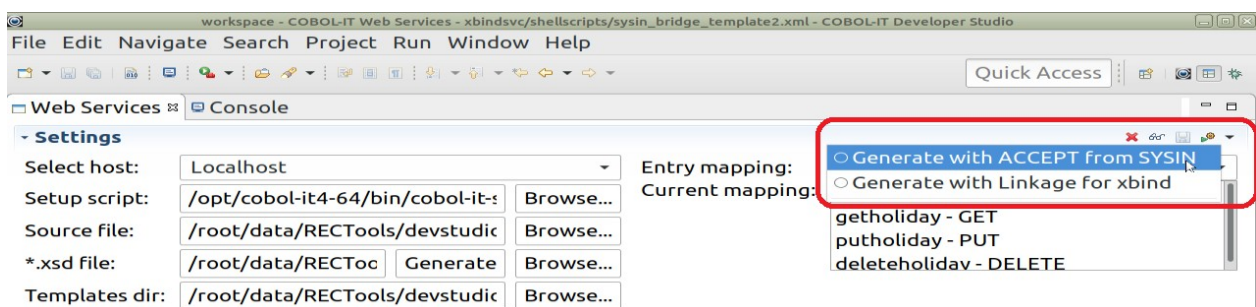 workspace - COBOL-IT Web Services - xbindsvc/shellscripts/sysin_bridge_template2.xml - COBOL-IT Developer Studio
File Edit Navigate Search Project Run Window Help
Quick Access
Web Services Console
Settings
Select host: Localhost Entry mapping:
Generate with ACCEPT from SYSIN
Setup script: /opt/cobol-it4-64/bin/cobol-it-s Browse... Current mapping:
Generate with Linkage for xbind
Source file: /root/data/RECTools/devstudic Browse...
getholiday - GET
putholiday - PUT
*.xsd file: /root/data/RECToc Generate Browse...
deleteholiday - DELETE
Templates dir: /root/data/RECTools/devstudic Browse...